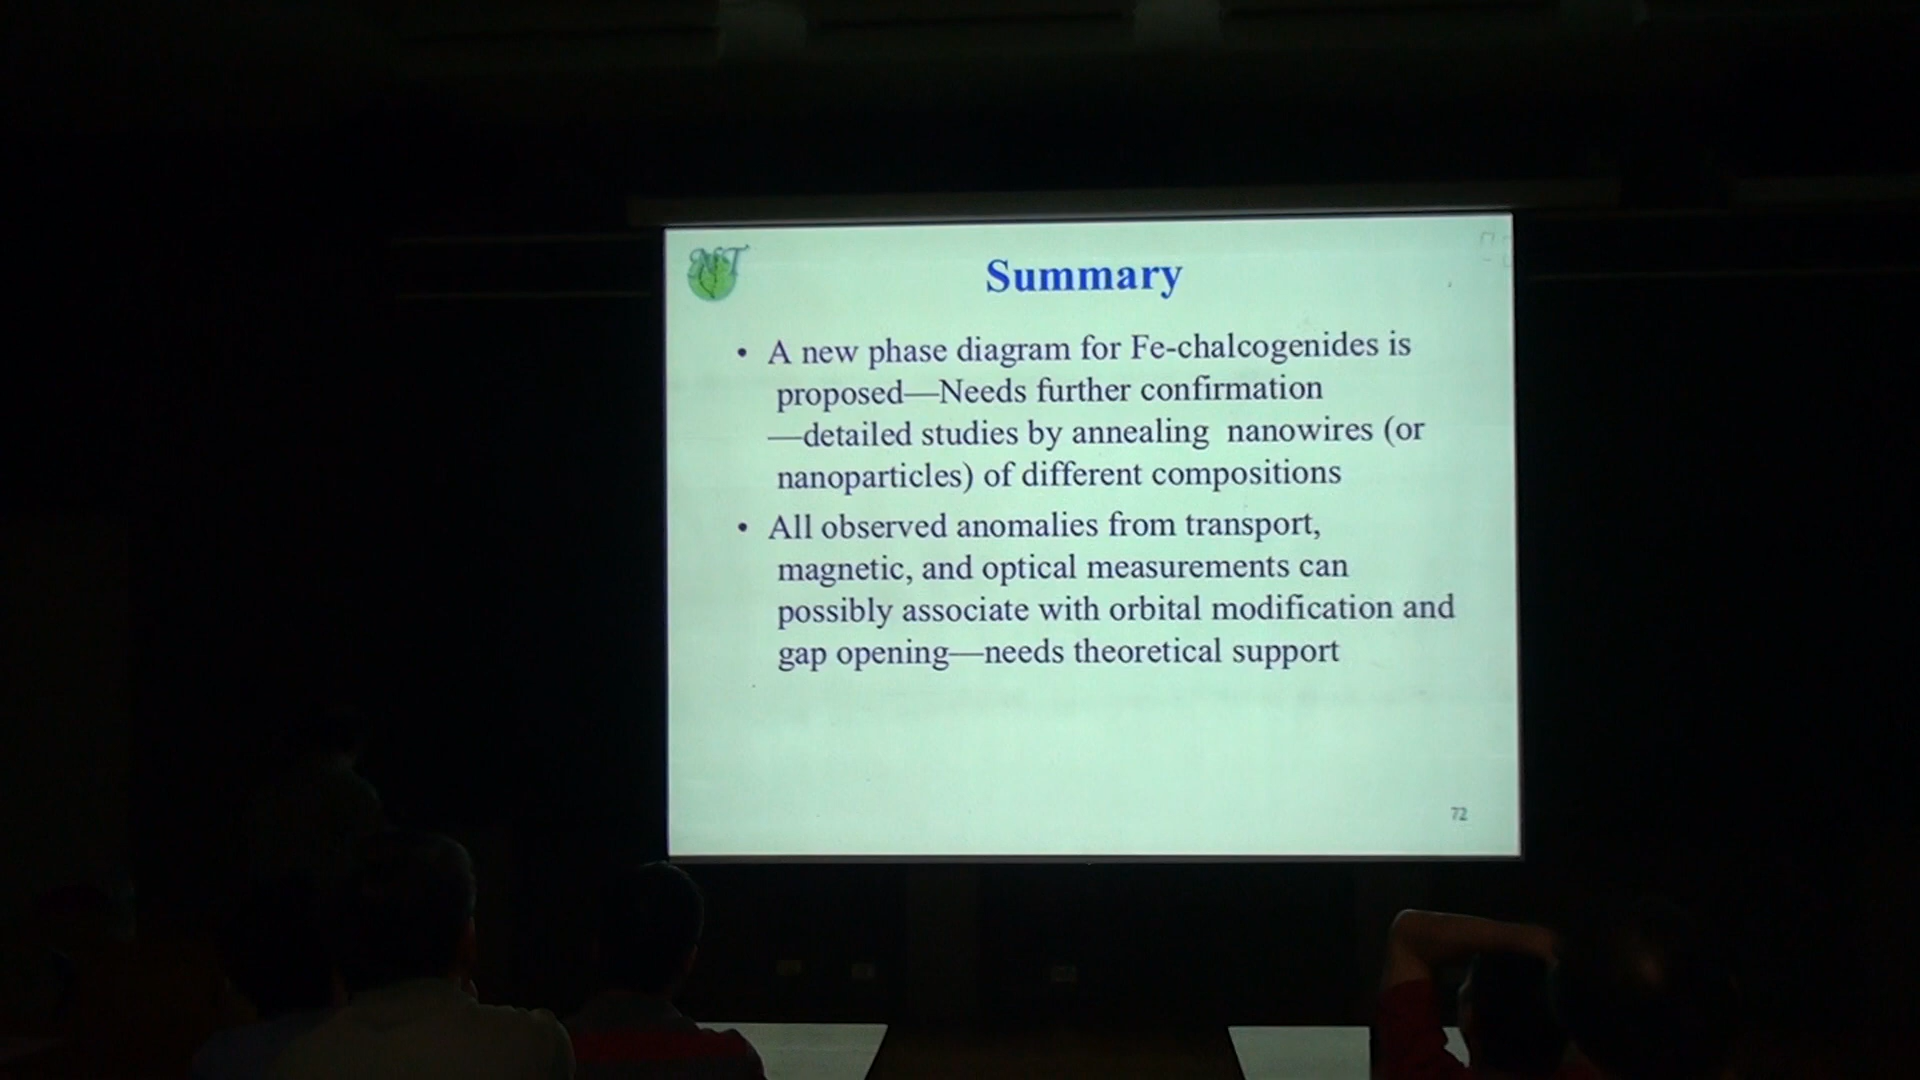 NT
Summary
• A new phase diagram for Fe-chalcogenides is
proposed—Needs further confirmation
—detailed studies by annealing nanowires (or
nanoparticles) of different compositions
• All observed anomalies from transport,
magnetic, and optical measurements can
possibly associate with orbital modification and
gap opening—needs theoretical support
72